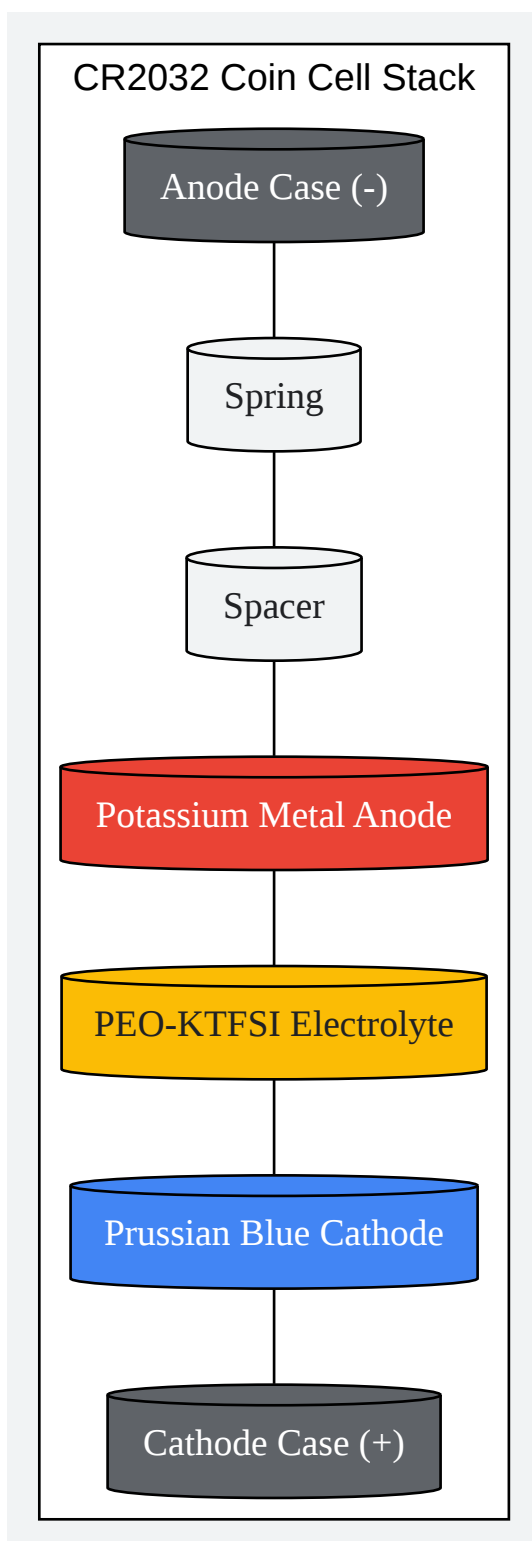 CR2032 Coin Cell Stack
Anode Case (-)
Spring
Spacer
Potassium Metal Anode
PEO-KTFSI Electrolyte
Prussian Blue Cathode
Cathode Case (+)